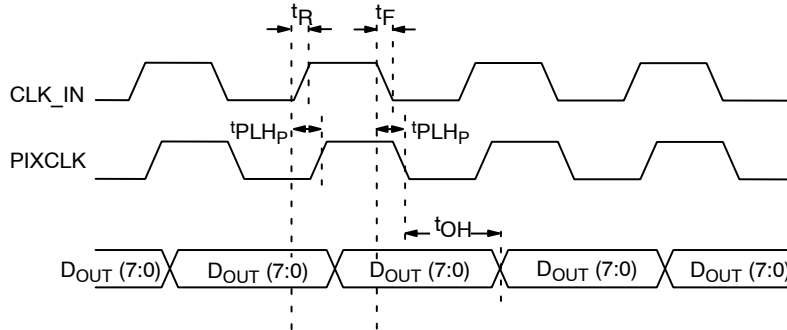 tR tF
CLK_IN
tPLHP tPLHP
PIXCLK
tOH
DOUT (7:0) DOUT (7:0) DOUT (7:0) DOUT (7:0) DOUT (7:0)